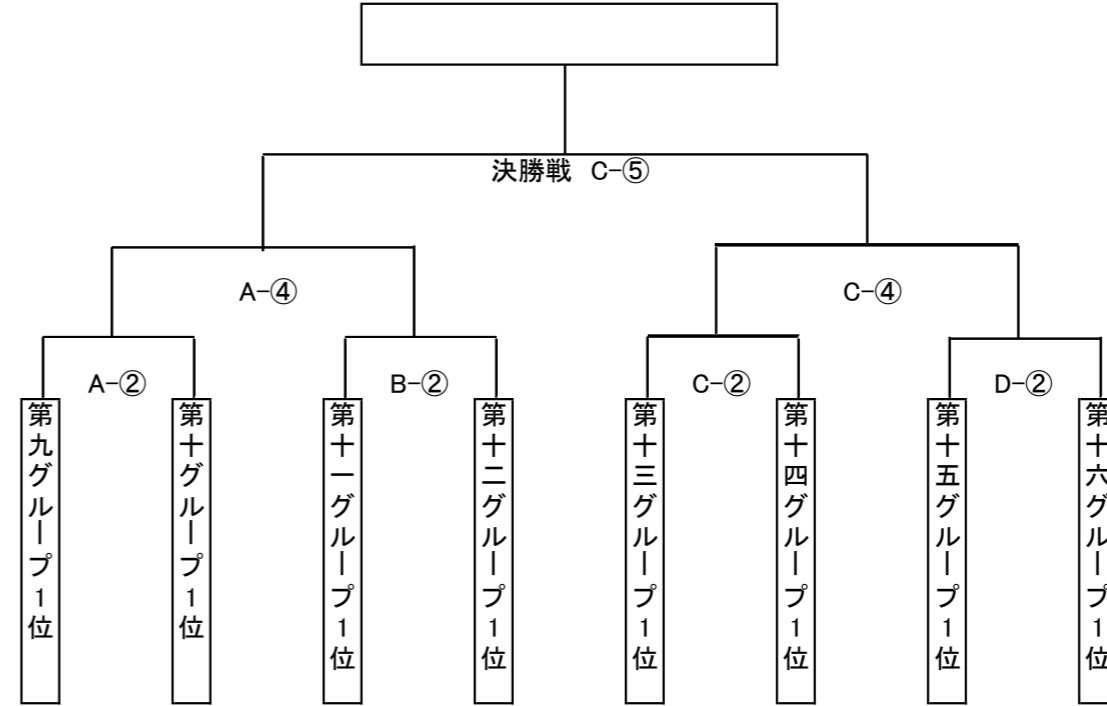 決勝戦　C-⑤
A-④
C-④
A-②
B-②
C-②
D-②
第九グループ1位
第十グループ1位
第十一グループ1位
第十二グループ1位
第十三グループ1位
第十四グループ1位
第十五グループ1位
第十六グループ1位